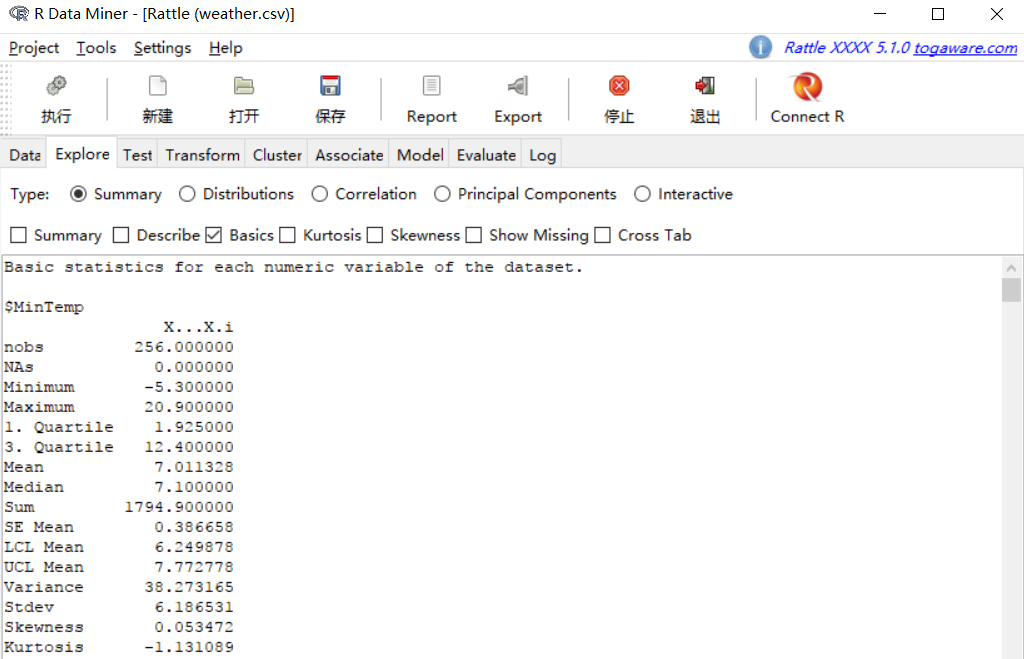 R Data Miner - [Rattle (weather.csv)]
Project Tools Settings Help Rattle XXXX 5.1.0 togaware.com
执行 新建 打开 保存 Report Export 停止 退出 Connect R
Data Explore Test Transform Cluster Associate Model Evaluate Log
Type: Summary Distributions Correlation Principal Components Interactive
Summary Describe Basics Kurtosis Skewness Show Missing Cross Tab
Basic statistics for each numeric variable of the dataset.
$MinTemp
X...X.i
nobs 256.000000
NAs 0.000000
Minimum -5.300000
Maximum 20.900000
1. Quartile 1.925000
3. Quartile 12.400000
Mean 7.011328
Median 7.100000
Sum 1794.900000
SE Mean 0.386658
LCL Mean 6.249878
UCL Mean 7.772778
Variance 38.273165
Stdev 6.186531
Skewness 0.053472
Kurtosis -1.131089